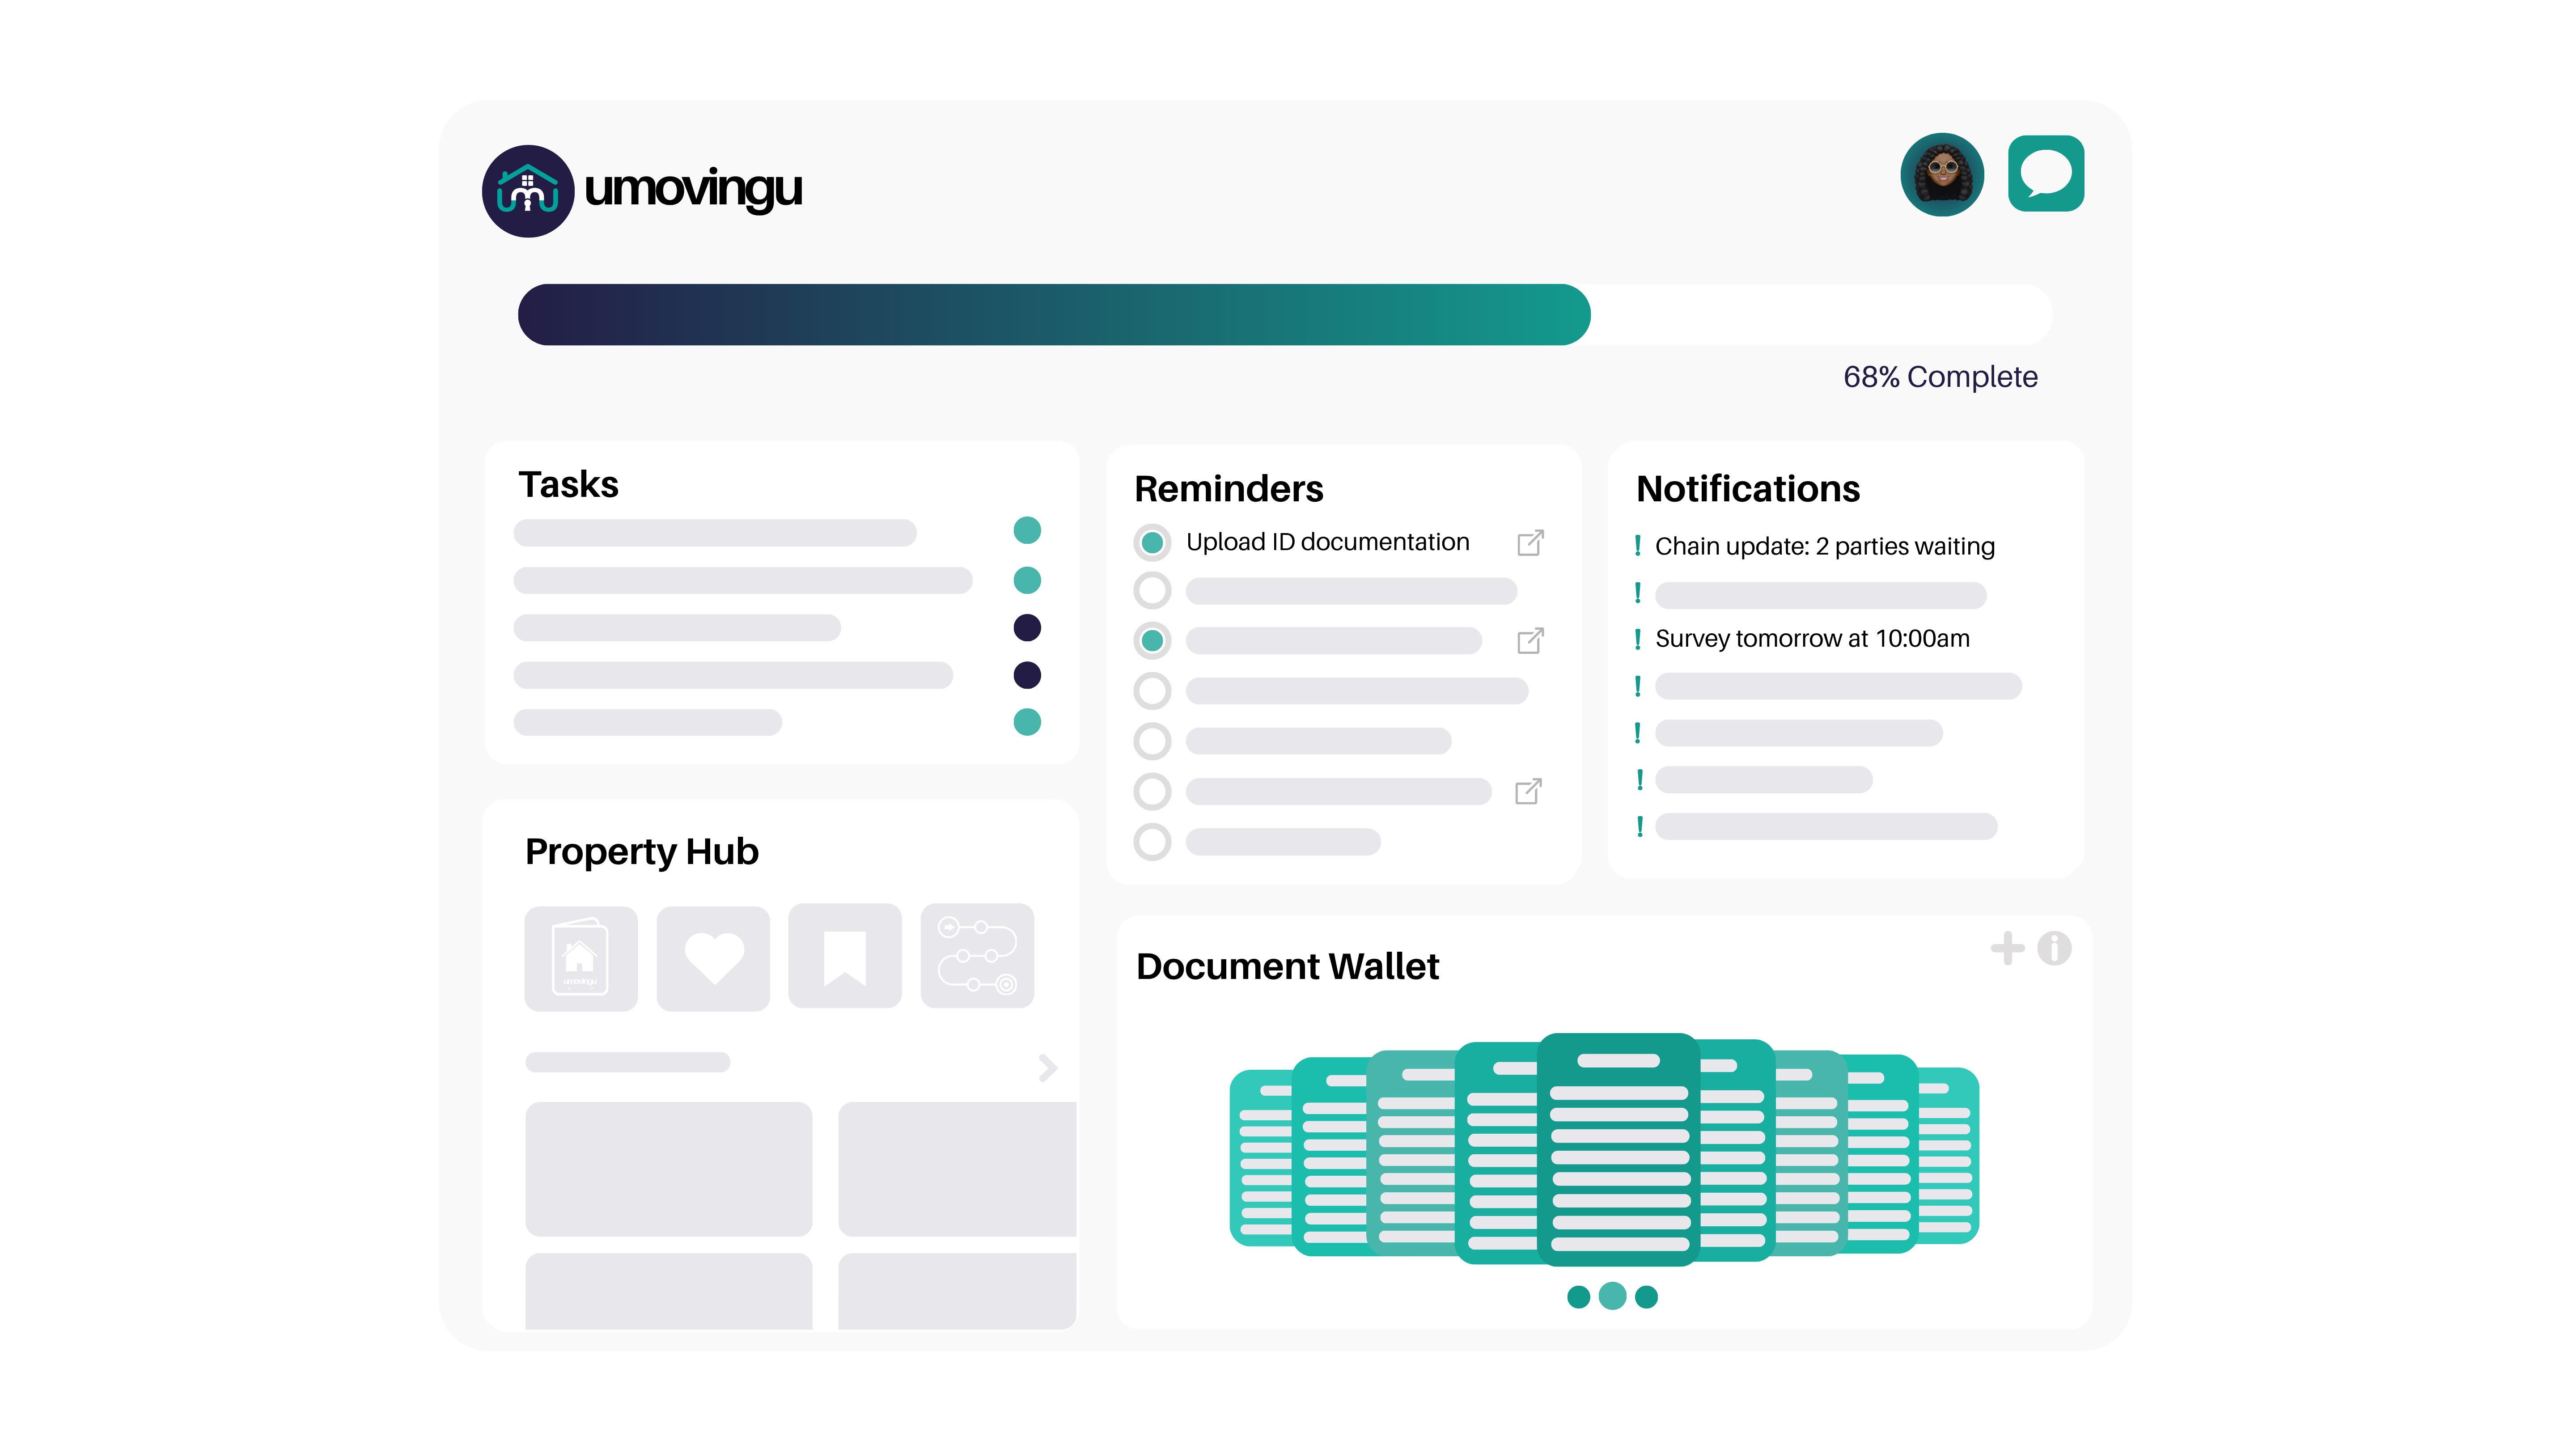 umovingu
68% Complete
Tasks
Reminders
Upload ID documentation
Notifications
Chain update: 2 parties waiting
Survey tomorrow at 10:00am
Property Hub
umovingu
Document Wallet